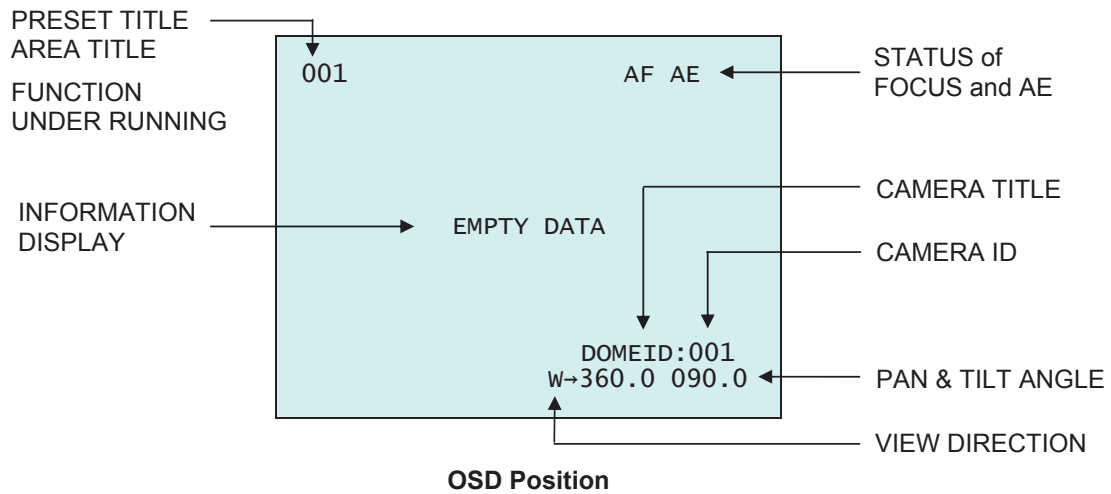 PRESET TITLE
AREA TITLE
FUNCTION
UNDER RUNNING
001
AF AE
STATUS of
FOCUS and AE
INFORMATION
DISPLAY
EMPTY DATA
CAMERA TITLE
CAMERA ID
DOMEID:001
W→360.0 090.0
PAN & TILT ANGLE
VIEW DIRECTION
OSD Position